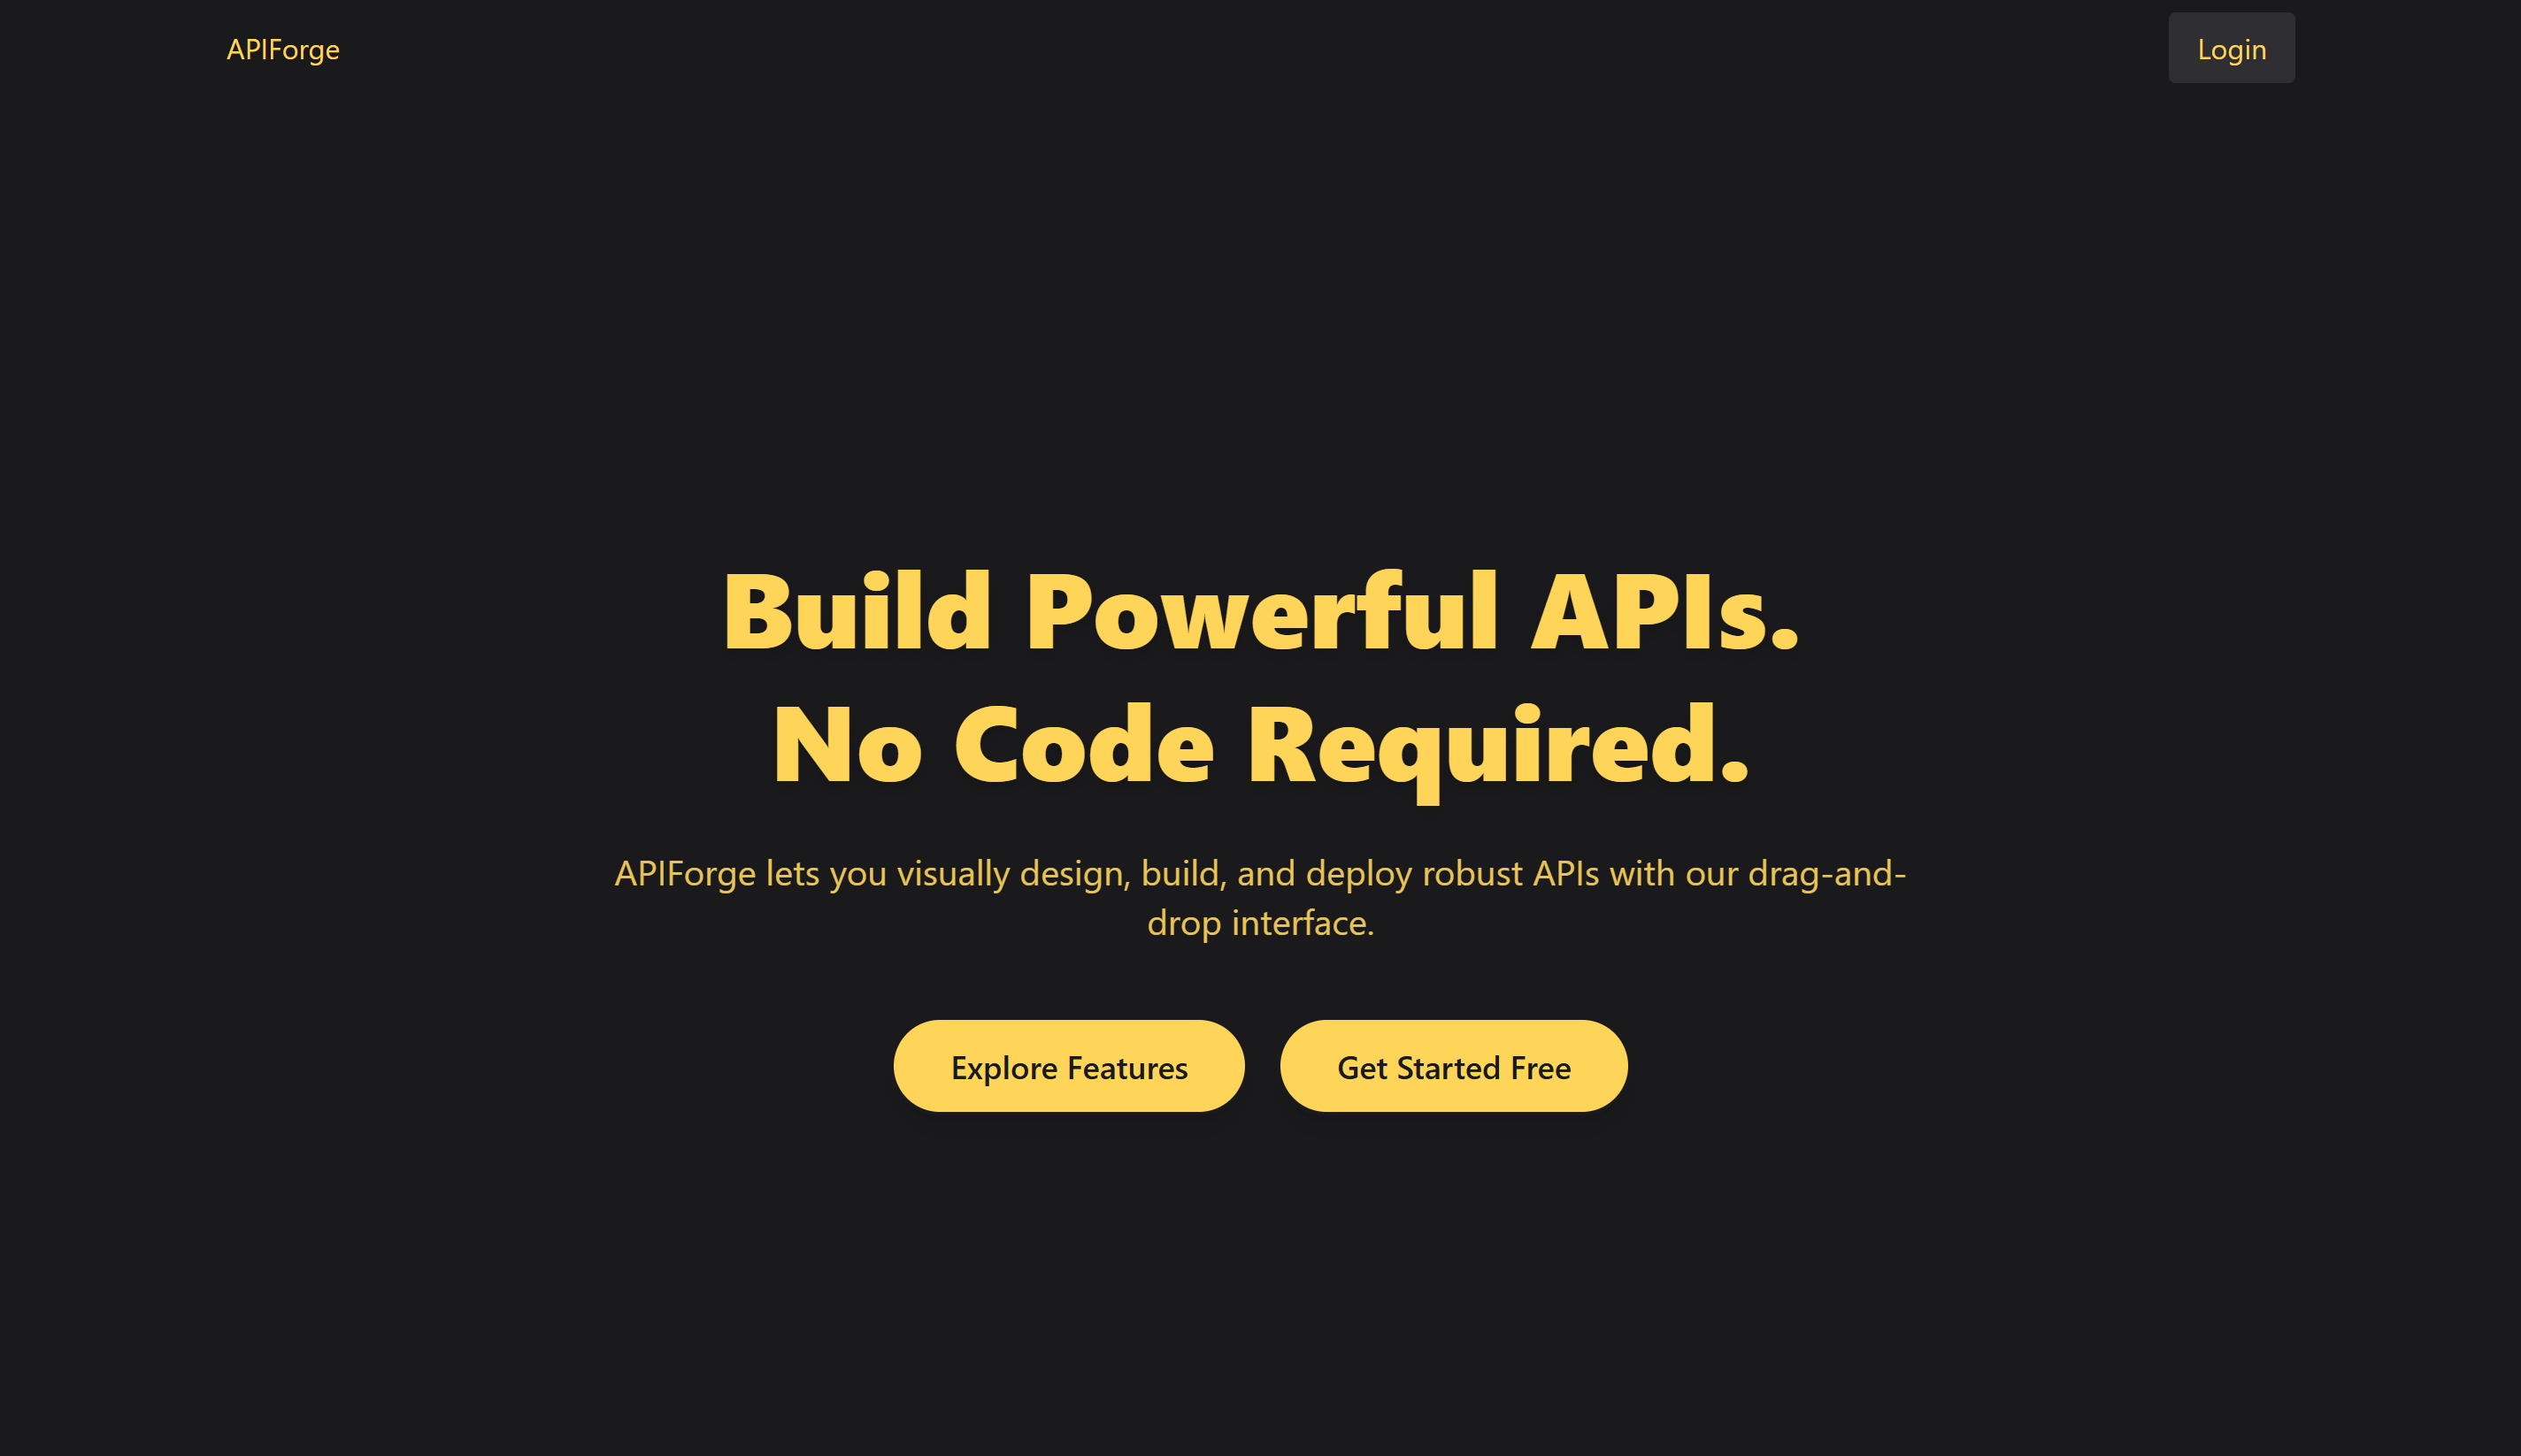 APIForge
Login
Build Powerful APIs.
No Code Required.
APIForge lets you visually design, build, and deploy robust APIs with our drag-and-
drop interface.
Explore Features
Get Started Free